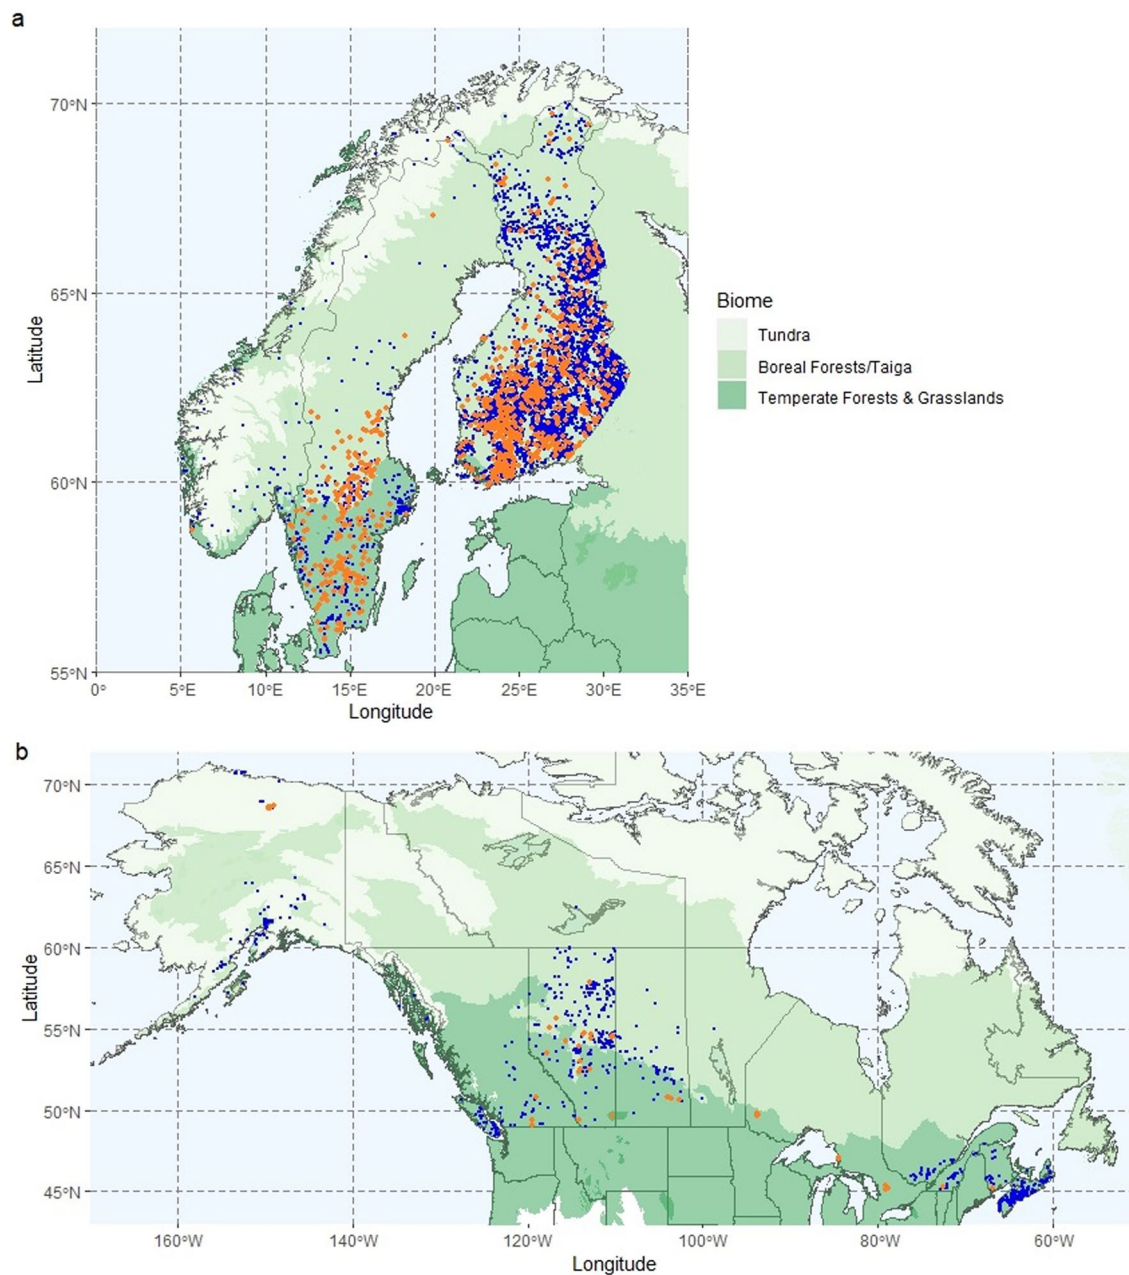 a
70°N
65°N
60°N
55°N
Latitude
0°
5°E
10°E
15°E
20°E
25°E
30°E
35°E
Longitude
Biome
Tundra
Boreal Forests/Taiga
Temperate Forests & Grasslands
b
70°N
65°N
60°N
55°N
50°N
45°N
Latitude
160°W
140°W
120°W
100°W
80°W
60°W
Longitude